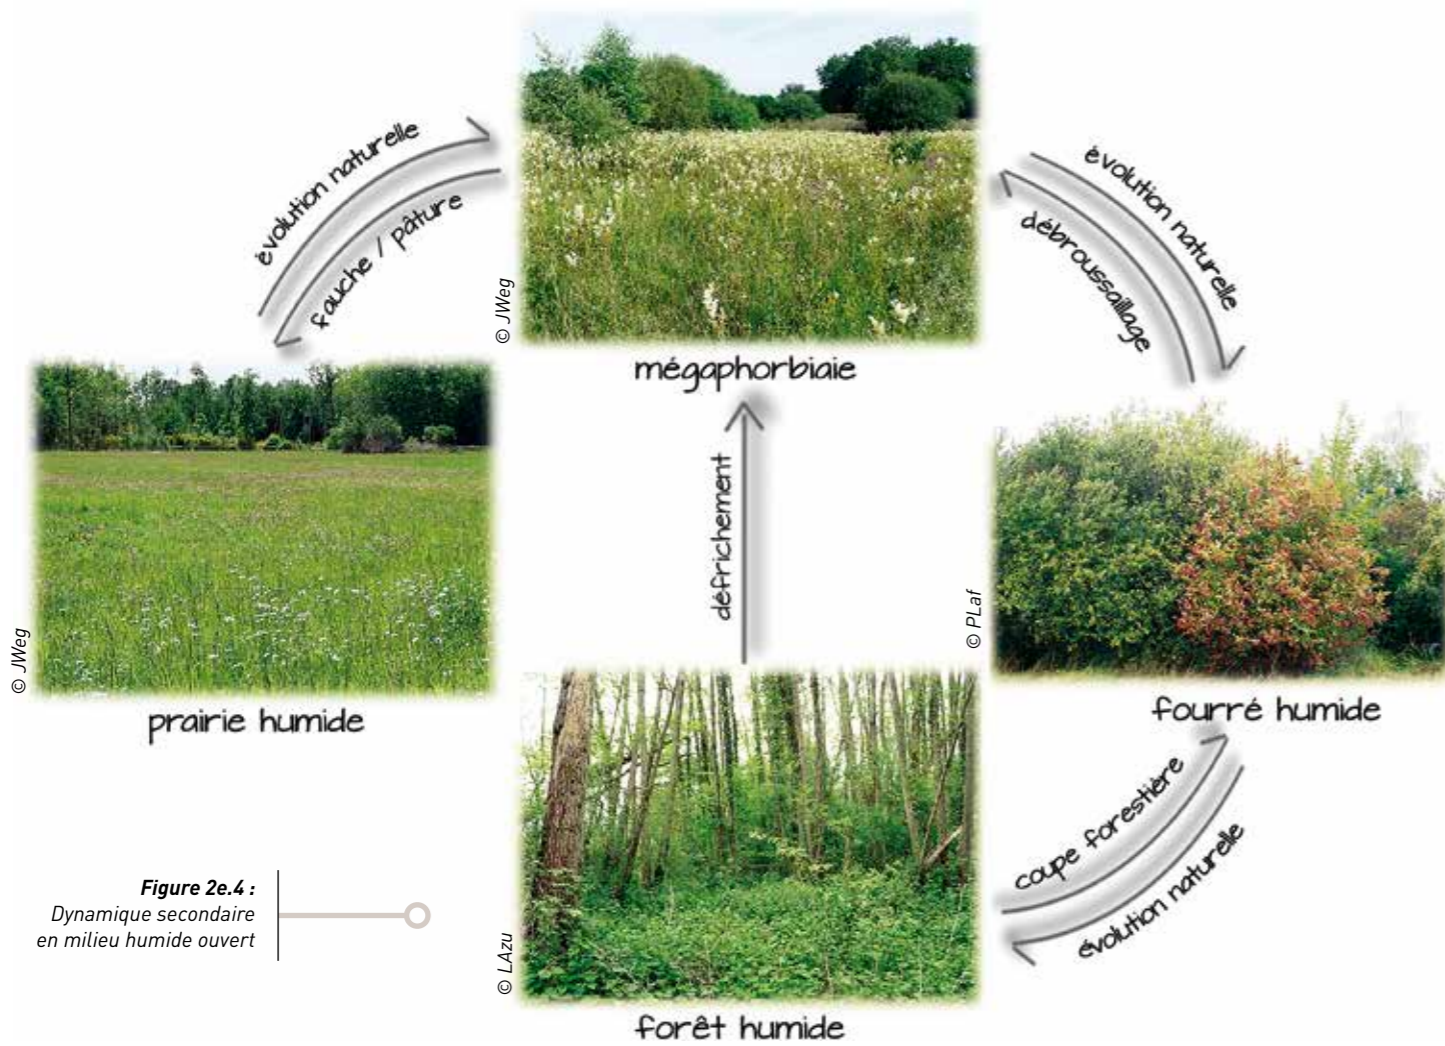 évolution naturelle
fauche / pâture
évolution naturelle
débroussaillage
© JWeg
mégaphorbiaie
défrichement
© PLaf
© JWeg
prairie humide
fourré humide
coupe forestière
évolution naturelle
Figure 2e.4 :
Dynamique secondaire
en milieu humide ouvert
© LAzu
forêt humide